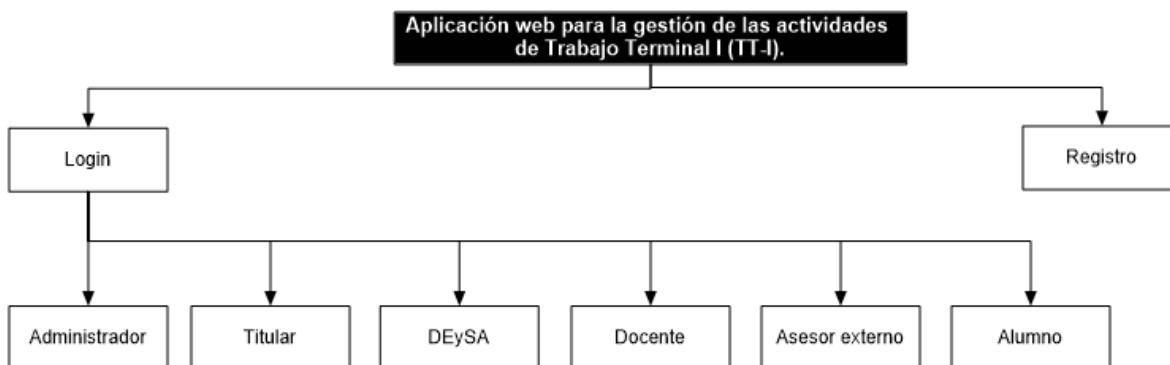 Aplicación web para la gestión de las actividades
de Trabajo Terminal I (TT-I).
Login
Registro
Administrador
Titular
DEySA
Docente
Asesor externo
Alumno